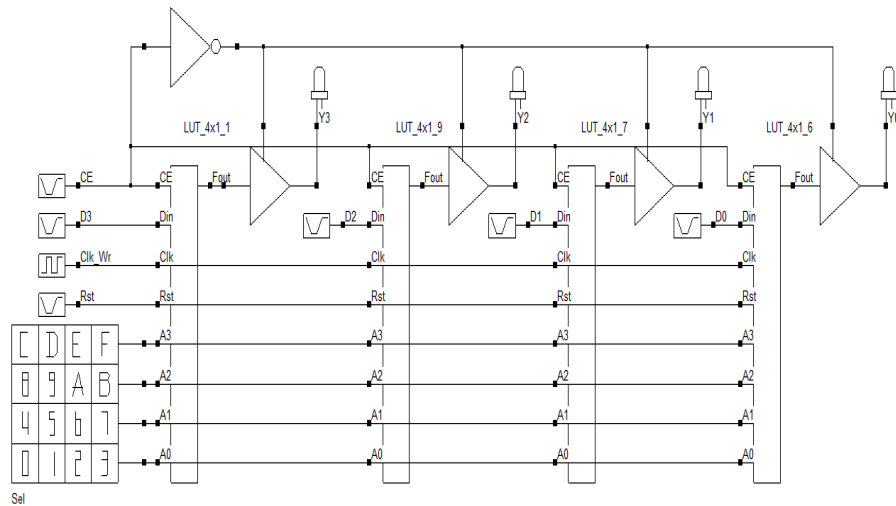 LUT_4x1_1 LUT_4x1_9 LUT_4x1_7 LUT_4x1_6
Y3 Y2 Y1
CE CE Fout CE Fout CE Fout CE Fout
D3 Din D2 Din D1 Din D0 Din
Clk_Wr Clk Clk Clk Clk
Rst Rst Rst Rst Rst
C D E F A3 A3 A3 A3
8 9 A B A2 A2 A2 A2
4 5 6 7 A1 A1 A1 A1
0 1 2 3 A0 A0 A0 A0
Sel